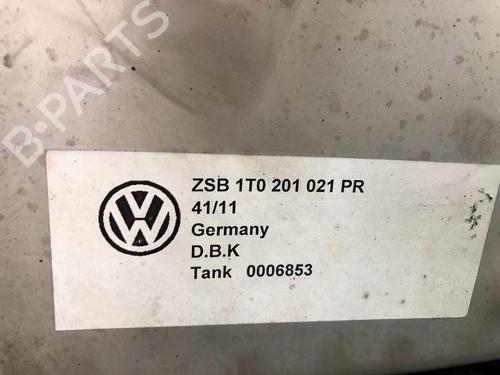 B-PARTS
ZSB 1T0 201 021 PR
41/11
Germany
D.B.K
Tank 0006853